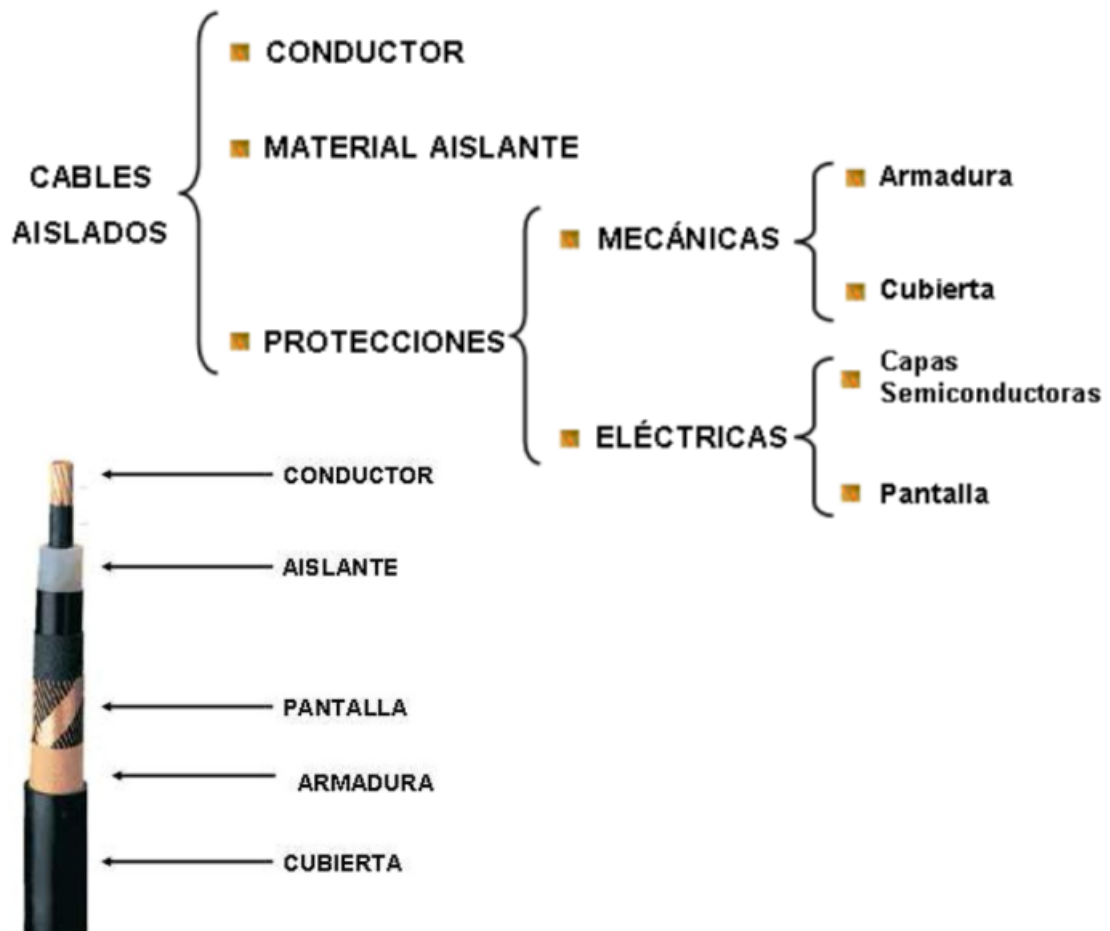 CONDUCTOR
MATERIAL AISLANTE
CABLES
AISLADOS
PROTECCIONES
MECÁNICAS
Armadura
Cubierta
ELÉCTRICAS
Capas
Semiconductoras
Pantalla
CONDUCTOR
AISLANTE
PANTALLA
ARMADURA
CUBIERTA